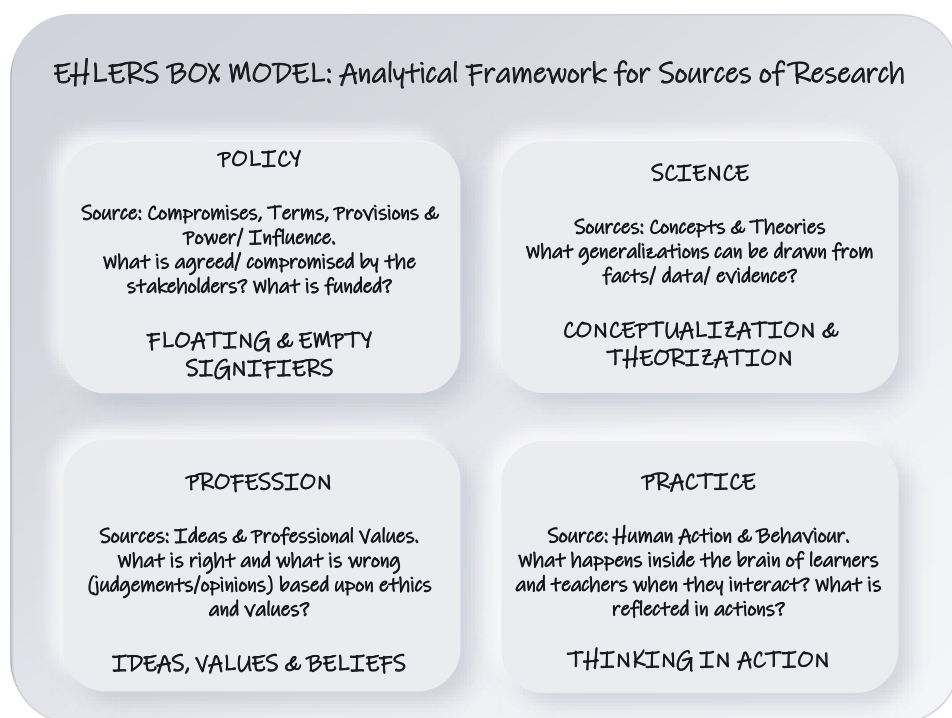 EHLERS BOX MODEL: Analytical Framework for Sources of Research
POLICY
Source: Compromises, Terms, Provisions &
Power/ Influence.
What is agreed/ compromised by the
stakeholders? What is funded?
FLOATING & EMPTY
SIGNIFIERS
SCIENCE
Sources: Concepts & Theories
What generalizations can be drawn from
facts/ data/ evidence?
CONCEPTUALIZATION &
THEORIZATION
PROFESSION
Sources: Ideas & Professional Values.
What is right and what is wrong
(judgements/opinions) based upon ethics
and values?
IDEAS, VALUES & BELIEFS
PRACTICE
Source: Human Action & Behaviour.
What happens inside the brain of learners
and teachers when they interact? What is
reflected in actions?
THINKING IN ACTION